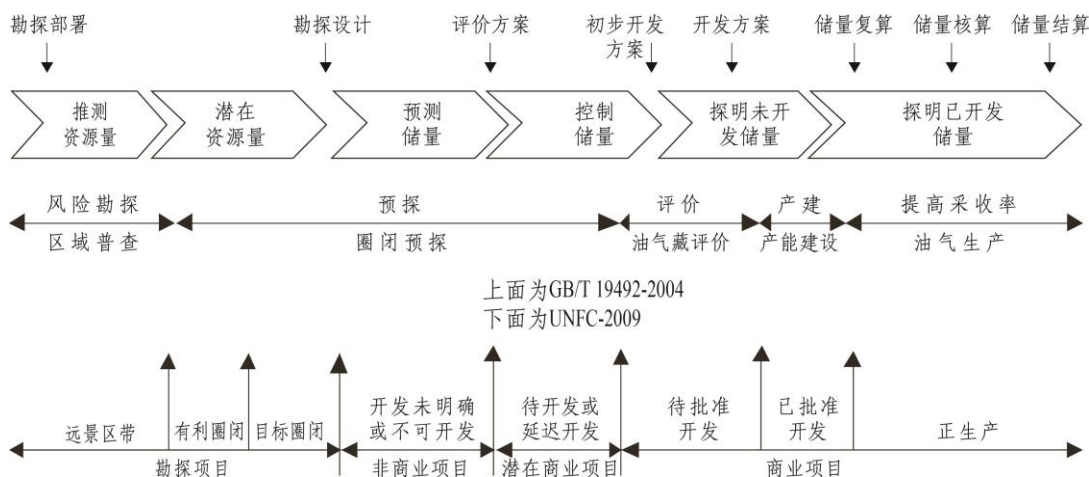 勘探部署 勘探设计 评价方案 初步开发 开发方案 储量复算 储量核算 储量结算
方案
推测 潜在 预测 控制 探明未开 探明已开发
资源量 资源量 储量 储量 发储量 储量
风险勘探 预探 评价 产建 提高采收率
区域普查 圈闭预探 油气藏评价 产能建设 油气生产
上面为GB/T 19492-2004
下面为UNFC-2009
开发未明确 待开发或 待批准 已批准
远景区带 有利圈闭 目标圈闭 或不可开发 延迟开发 开发 开发 正生产
勘探项目 非商业项目 潜在商业项目 商业项目